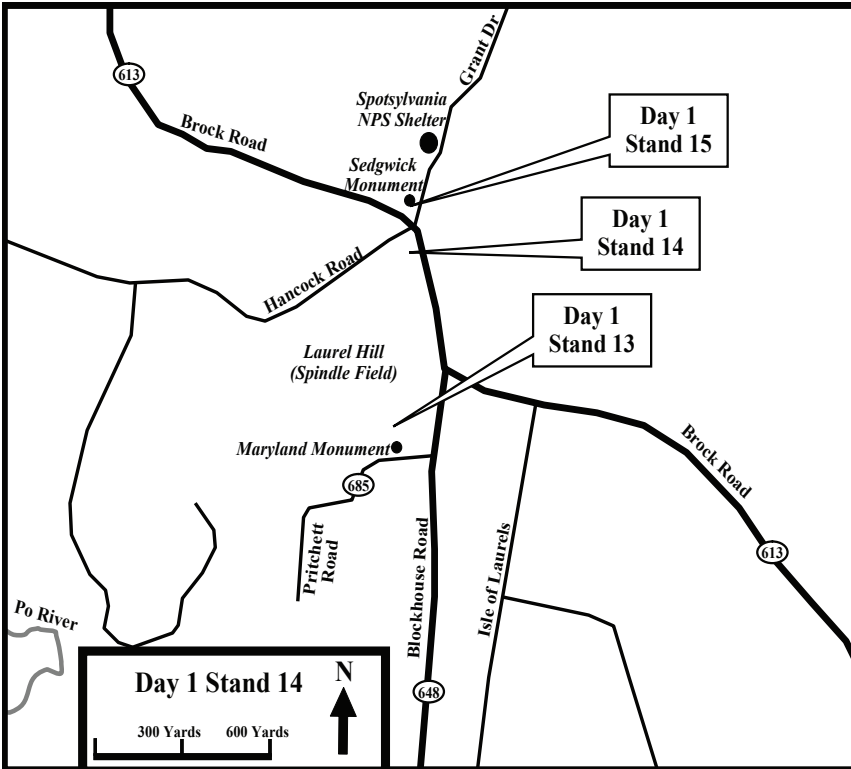 Grant Dr
613
Spotsylvania
NPS Shelter
Day 1
Stand 15
Brock Road
Sedgwick
Monument
Day 1
Stand 14
Hancock Road
Day 1
Stand 13
Laurel Hill
(Spindle Field)
Maryland Monument
Brock Road
685
Pritchett
Road
Blockhouse Road
Isle of Laurels
613
Po River
Day 1 Stand 14
N
648
300 Yards
600 Yards